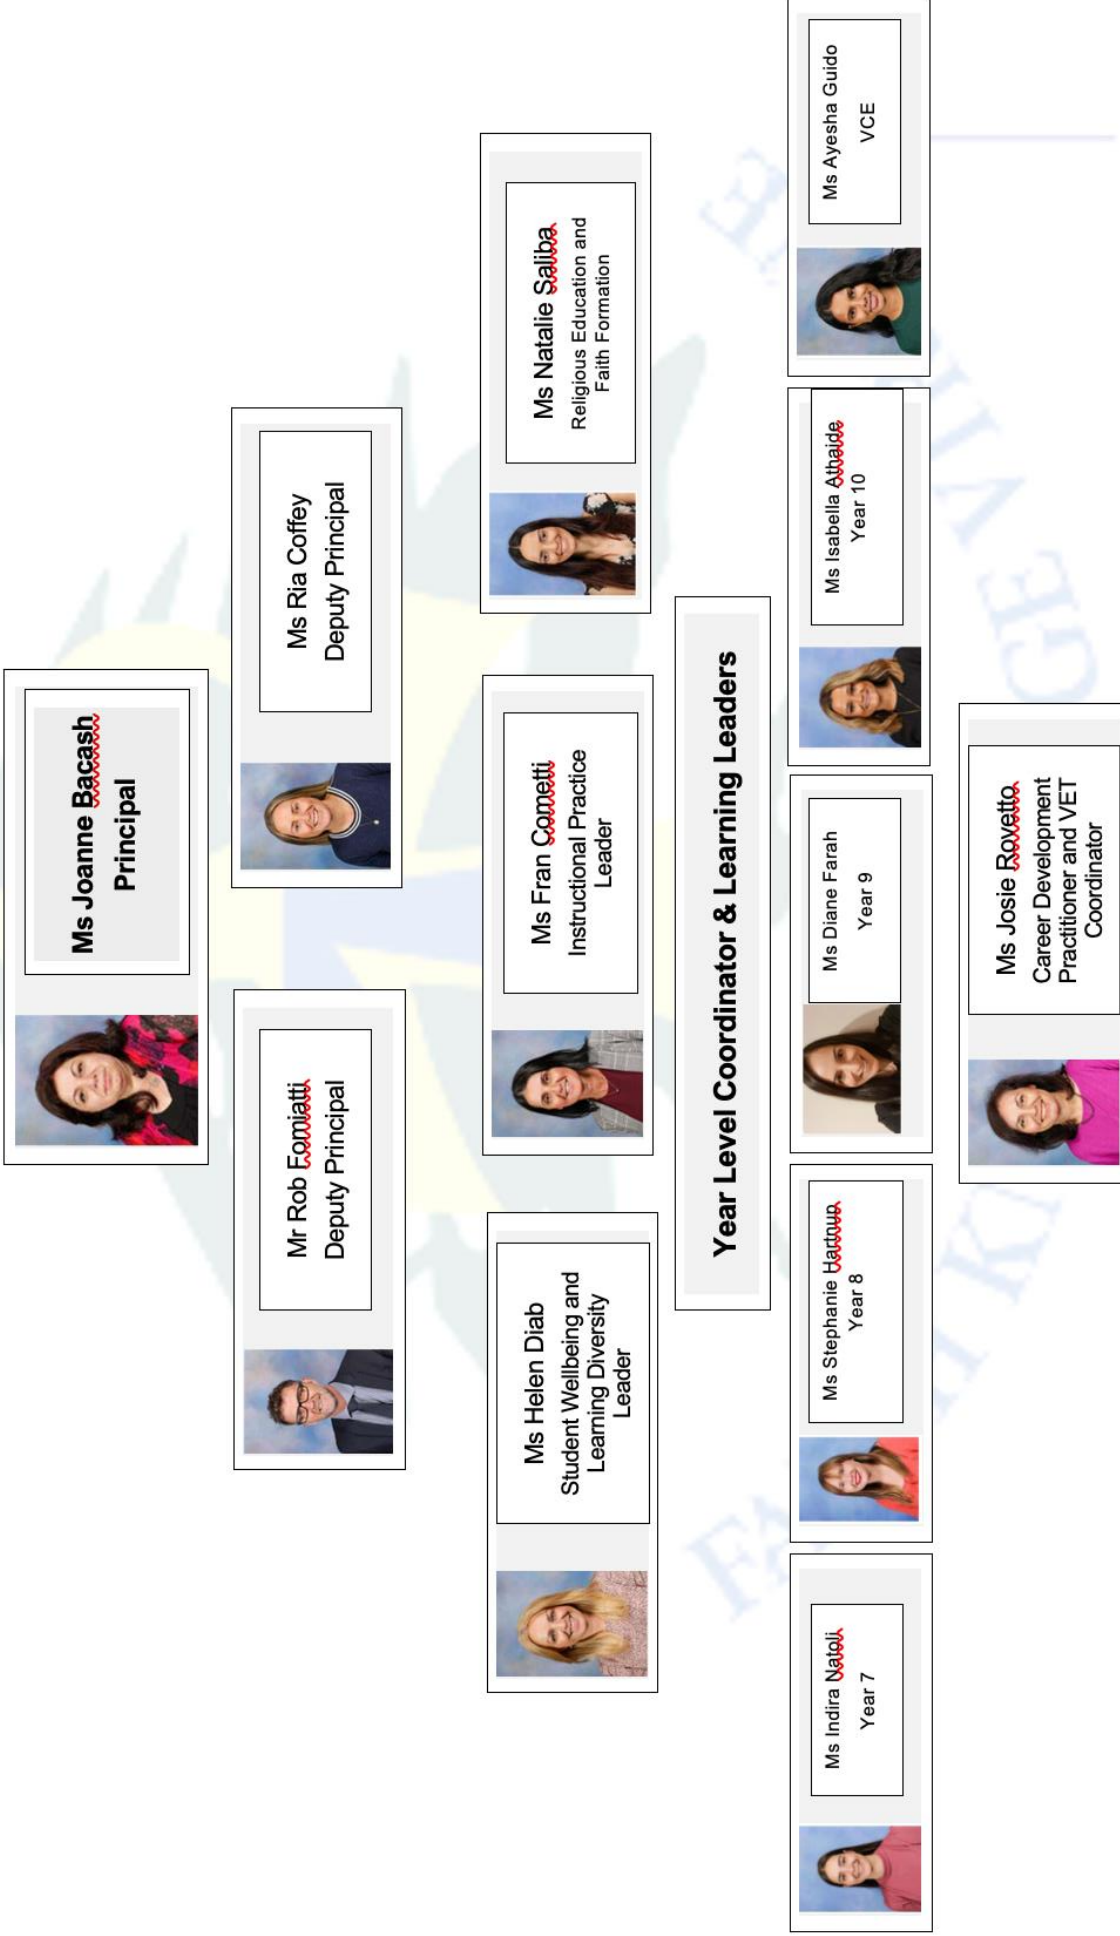 Ms Joanne Bacash
Principal
Mr Rob Fomiatti
Deputy Principal
Ms Ria Coffey
Deputy Principal
Ms Helen Diab
Student Wellbeing and
Learning Diversity
Leader
Ms Fran Cometti
Instructional Practice
Leader
Ms Natalie Saliba
Religious Education and
Faith Formation
Year Level Coordinator & Learning Leaders
Ms Indira Natoli
Year 7
Ms Stephanie Hartnup
Year 8
Ms Diane Farah
Year 9
Ms Isabella Athaide
Year 10
Ms Ayesha Guido
VCE
Ms Josie Rovetto
Career Development
Practitioner and VET
Coordinator